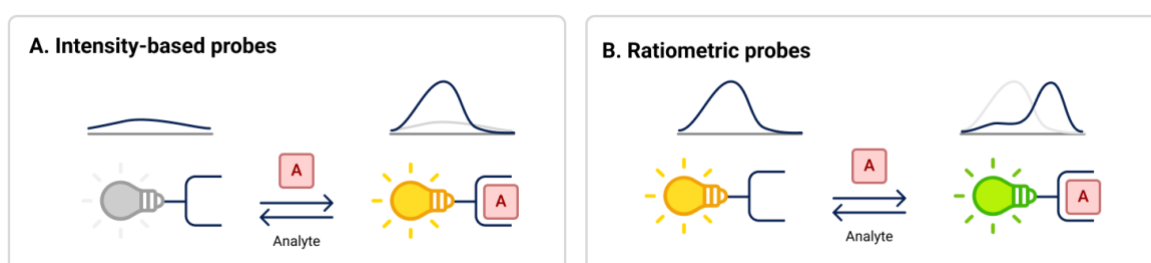 A. Intensity-based probes
A
A
Analyte
B. Ratiometric probes
A
A
Analyte